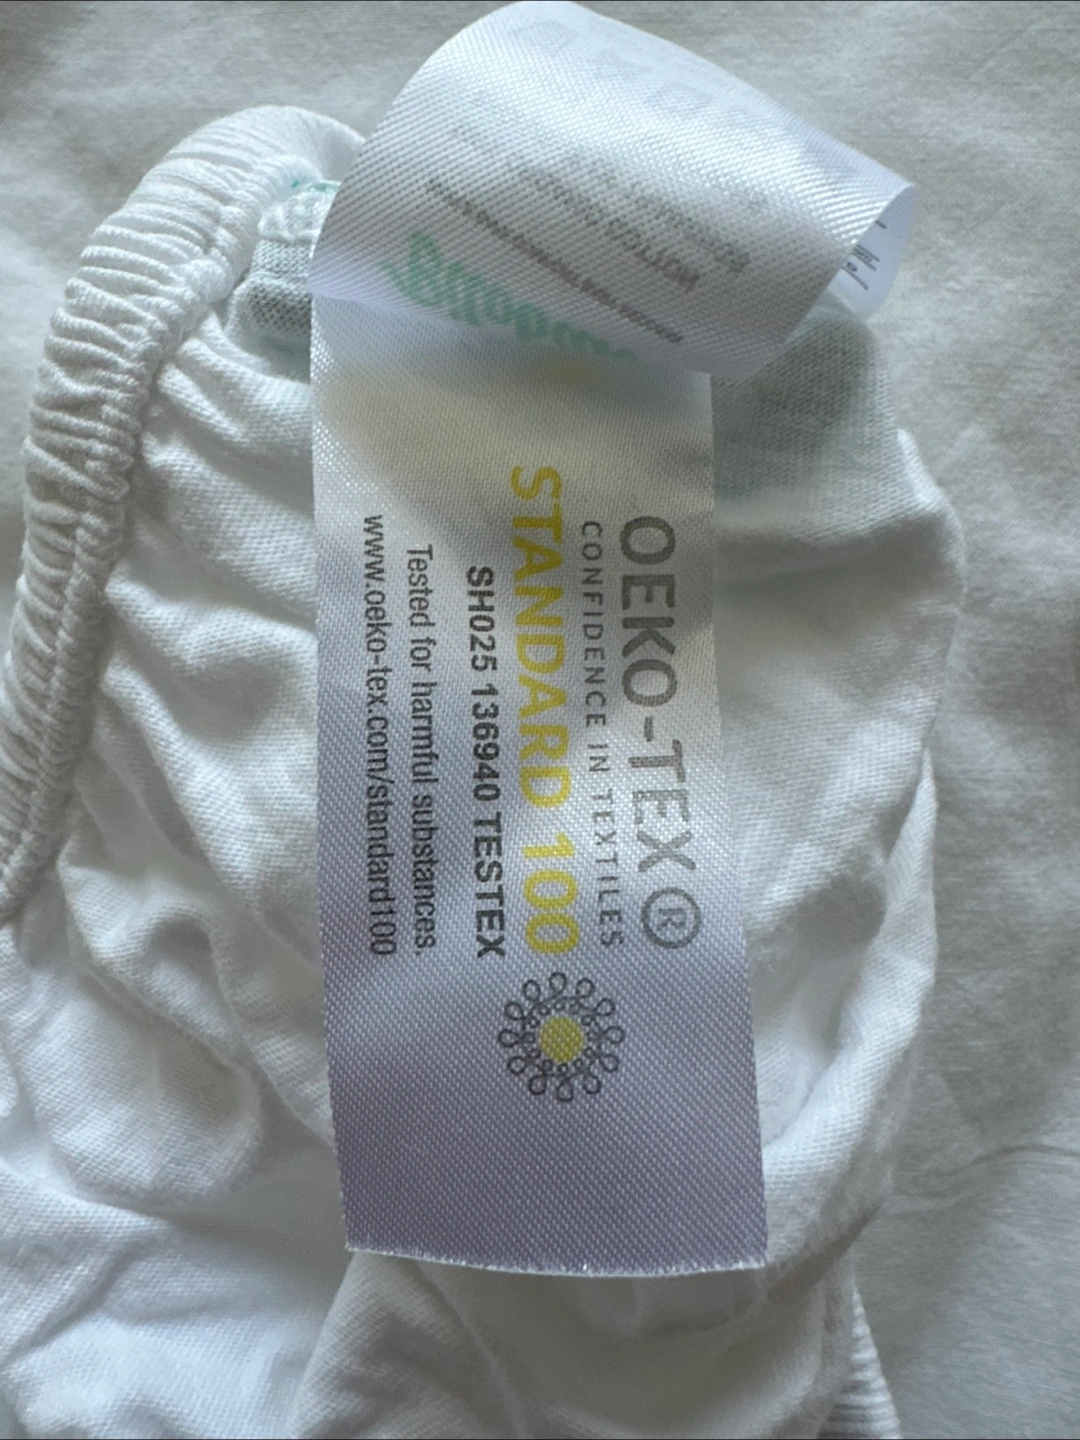 OEKO-TEX®
CONFIDENCE IN TEXTILES
STANDARD 100
SH025 136940 TESTEX
Tested for harmful substances.
www.oeko-tex.com/standard100